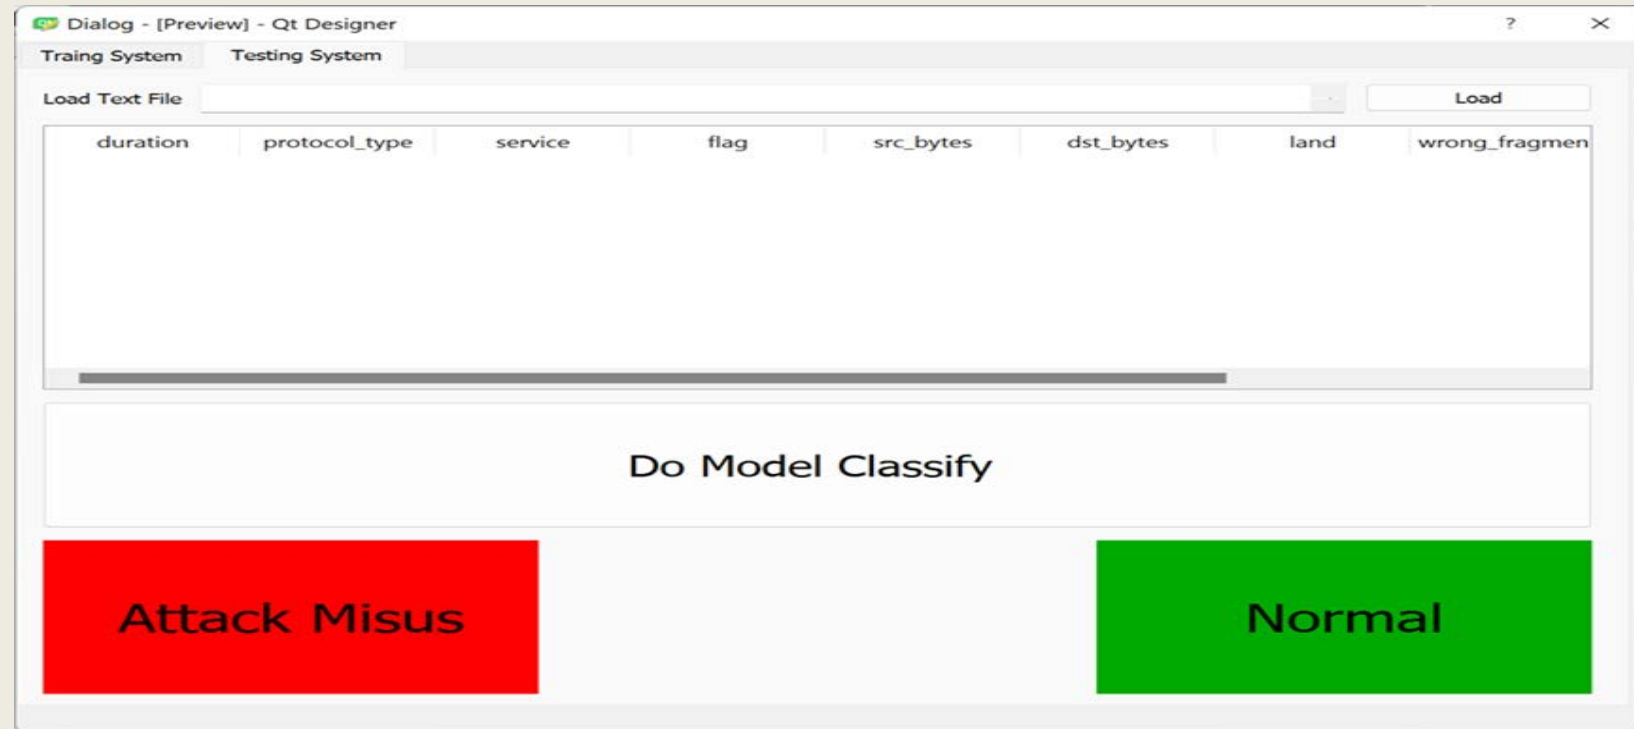 Dialog - [Preview] - Qt Designer ?
Traing System Testing System
Load Text File Load
duration protocol_type service flag src_bytes dst_bytes land wrong_fragmen
Do Model Classify
Attack Misus Normal